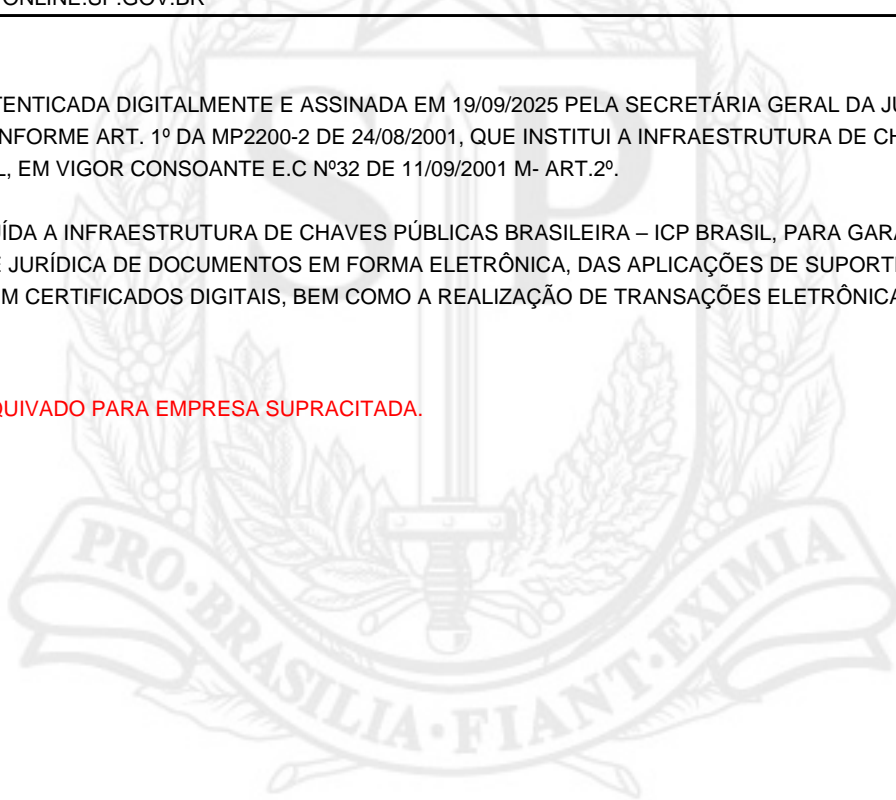 ONLINE.SP.GOV.BR
TENTICADA DIGITALMENTE E ASSINADA EM 19/09/2025 PELA SECRETÁRIA GERAL DA JU
NFORME ART. 1º DA MP2200-2 DE 24/08/2001, QUE INSTITUI A INFRAESTRUTURA DE CH
L, EM VIGOR CONSOANTE E.C Nº32 DE 11/09/2001 M- ART.2º.
ÍDA A INFRAESTRUTURA DE CHAVES PÚBLICAS BRASILEIRA – ICP BRASIL, PARA GARA
E JURÍDICA DE DOCUMENTOS EM FORMA ELETRÔNICA, DAS APLICAÇÕES DE SUPORTE
M CERTIFICADOS DIGITAIS, BEM COMO A REALIZAÇÃO DE TRANSAÇÕES ELETRÔNICA
QUIVADO PARA EMPRESA SUPRACITADA.
SP
PRO·BRASILIA·FIANT·EXIMIA